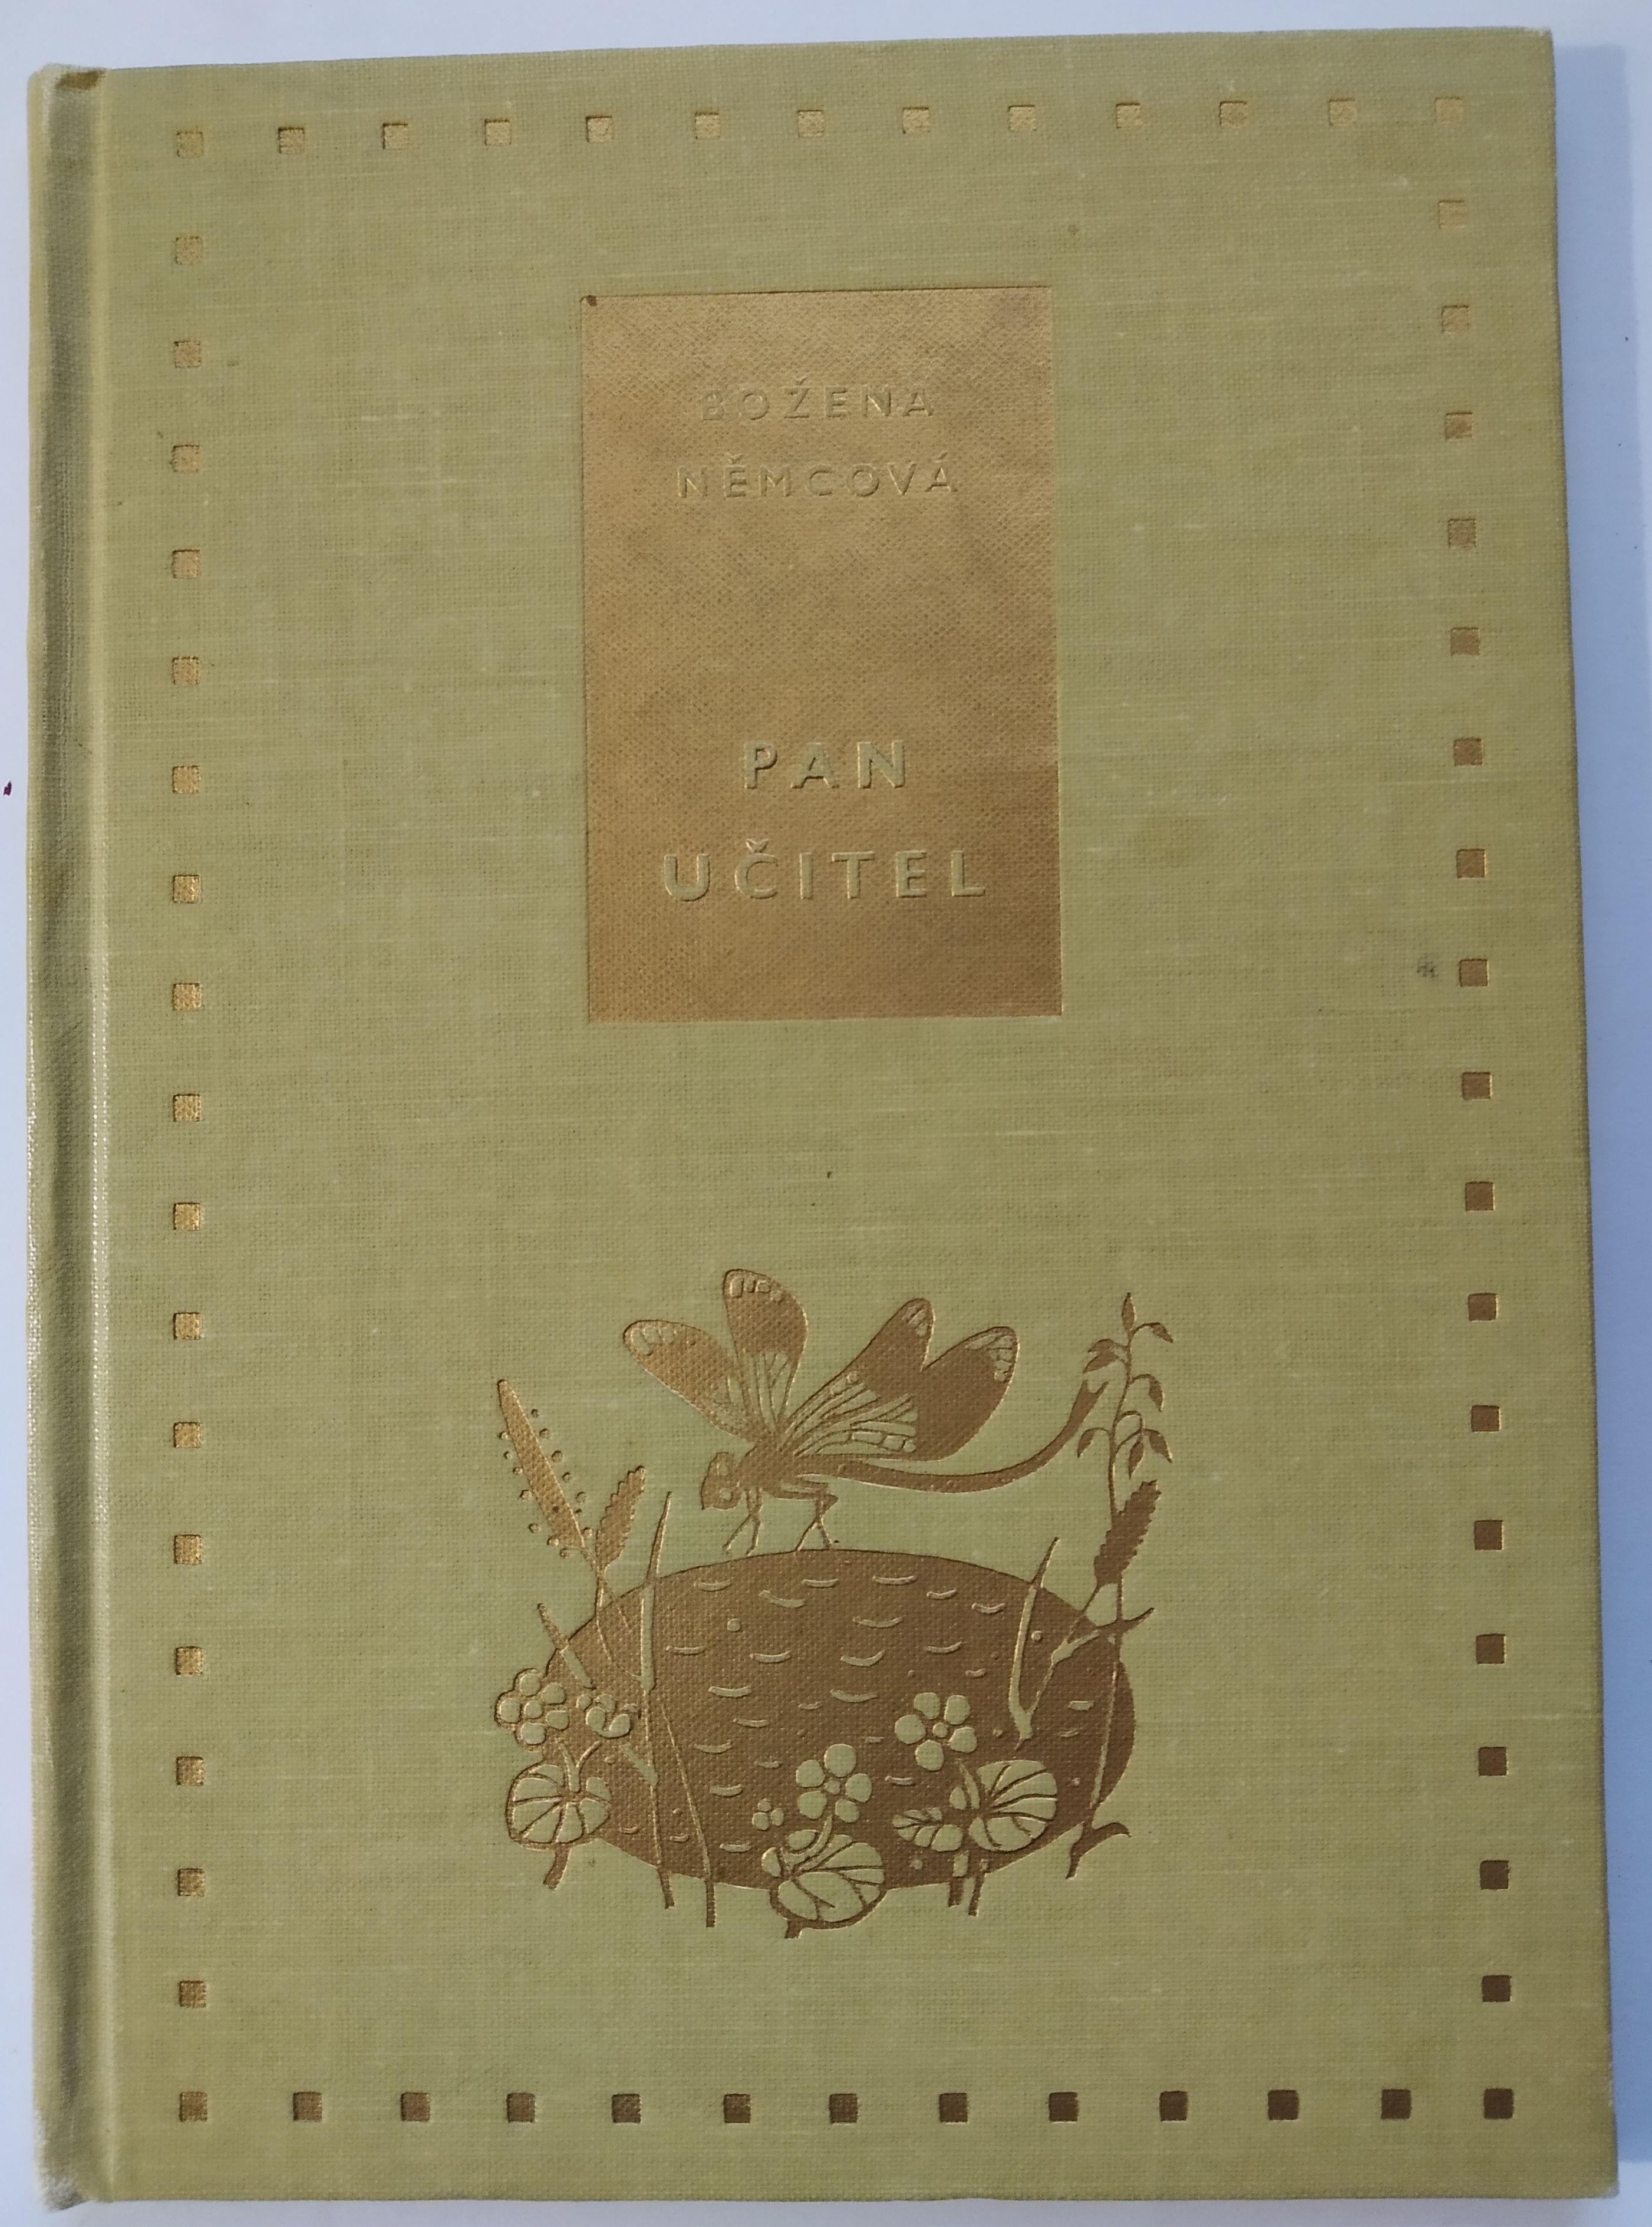 BOŽENA
NĚMCOVÁ
PAN
UČITEL